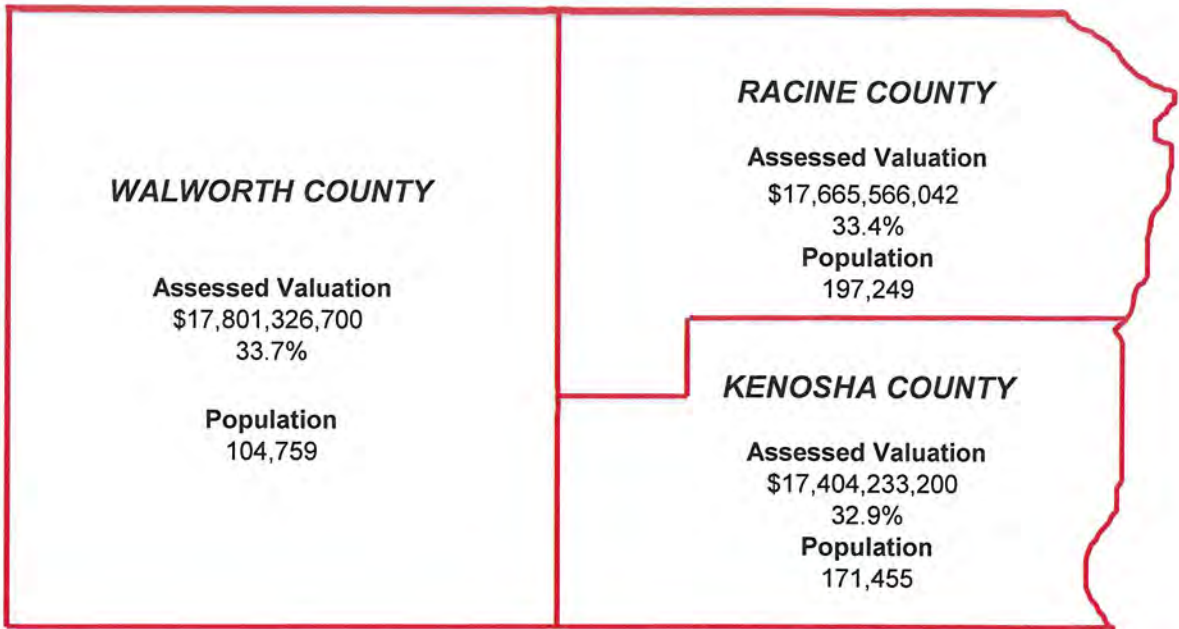 WALWORTH COUNTY
Assessed Valuation
$17,801,326,700
33.7%
Population
104,759
RACINE COUNTY
Assessed Valuation
$17,665,566,042
33.4%
Population
197,249
KENOSHA COUNTY
Assessed Valuation
$17,404,233,200
32.9%
Population
171,455